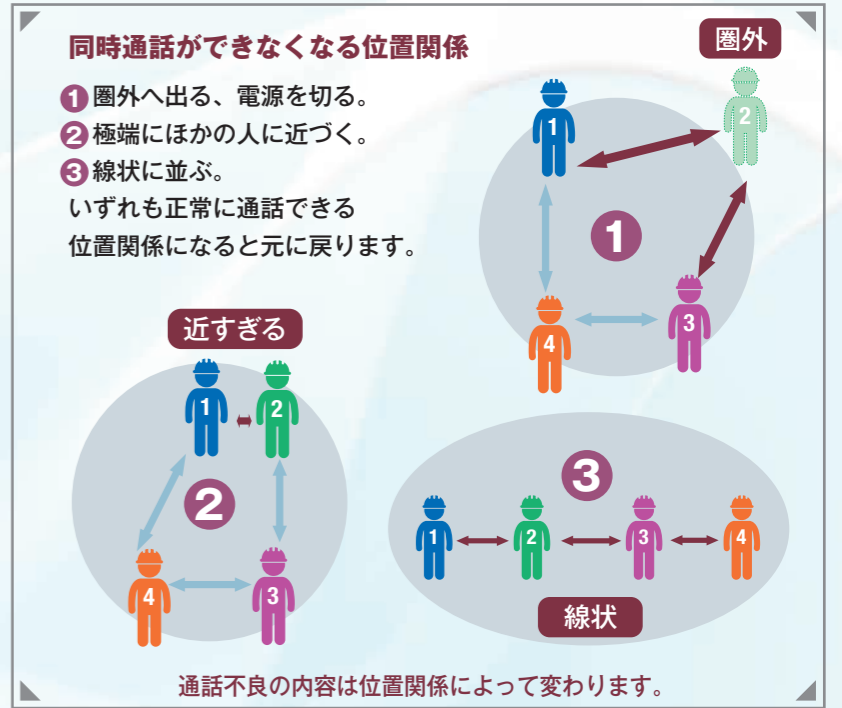 同時通話ができなくなる位置関係
❶圏外へ出る、電源を切る。
❷極端にほかの人に近づく。
❸線状に並ぶ。
いずれも正常に通話できる
位置関係になると元に戻ります。
圏外
1
2
❶
4
3
近すぎる
1
2
❷
4
3
❸
1
2
3
4
線状
通話不良の内容は位置関係によって変わります。